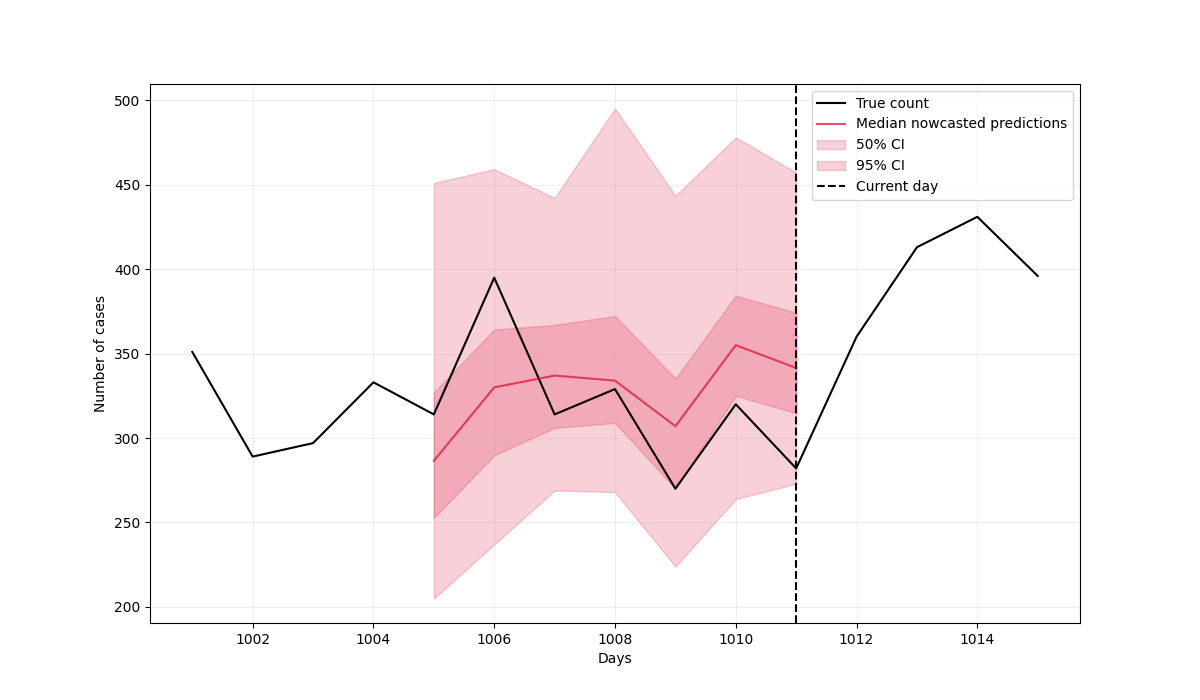 500
450
400
350
300
250
200
Number of cases
1002 1004 1006 1008 1010 1012 1014
Days
True count
Median nowcasted predictions
50% CI
95% CI
Current day